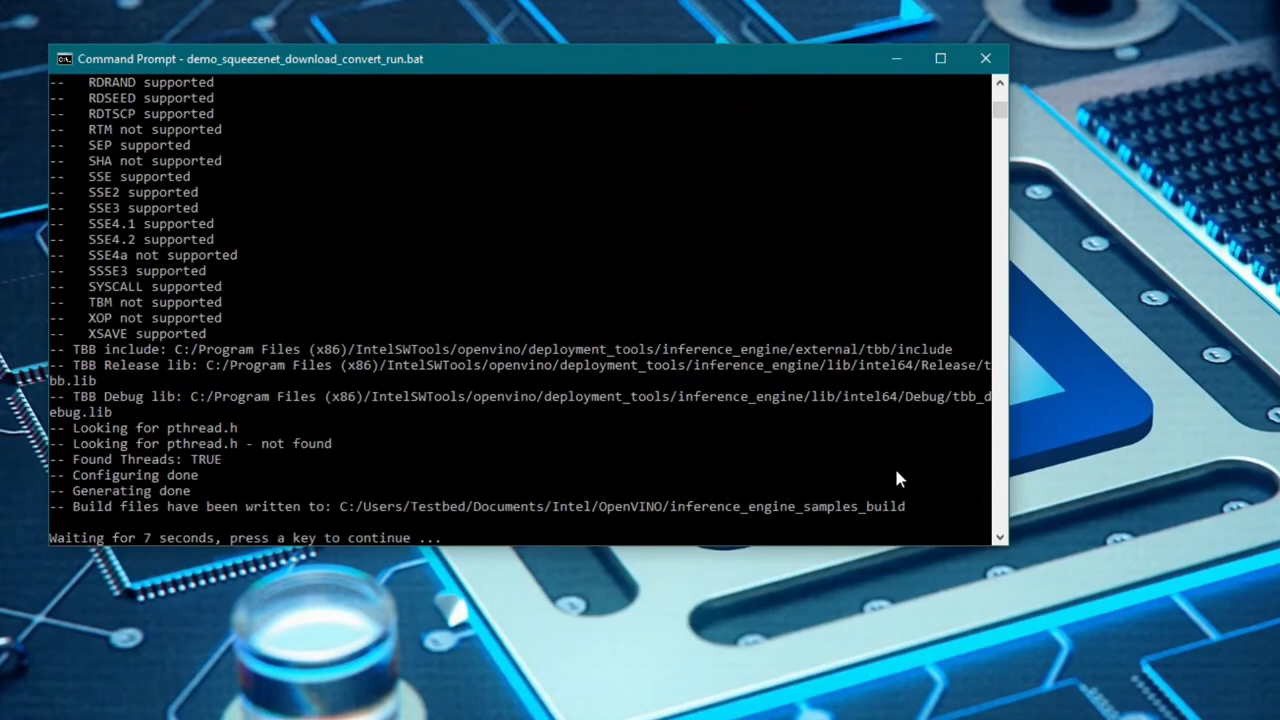 Command Prompt - demo_squeezenet_download_convert_run.bat
--   RDRAND supported
--   RDSEED supported
--   RDTSCP supported
--   RTM not supported
--   SEP supported
--   SHA not supported
--   SSE supported
--   SSE2 supported
--   SSE3 supported
--   SSE4.1 supported
--   SSE4.2 supported
--   SSE4a not supported
--   SSSE3 supported
--   SYSCALL supported
--   TBM not supported
--   XOP not supported
--   XSAVE supported
-- TBB include: C:/Program Files (x86)/IntelSWTools/openvino/deployment_tools/inference_engine/external/tbb/include
-- TBB Release lib: C:/Program Files (x86)/IntelSWTools/openvino/deployment_tools/inference_engine/lib/intel64/Release/t
bb.lib
-- TBB Debug lib: C:/Program Files (x86)/IntelSWTools/openvino/deployment_tools/inference_engine/lib/intel64/Debug/tbb_d
ebug.lib
-- Looking for pthread.h
-- Looking for pthread.h - not found
-- Found Threads: TRUE
-- Configuring done
-- Generating done
-- Build files have been written to: C:/Users/Testbed/Documents/Intel/OpenVINO/inference_engine_samples_build
Waiting for 7 seconds, press a key to continue ...